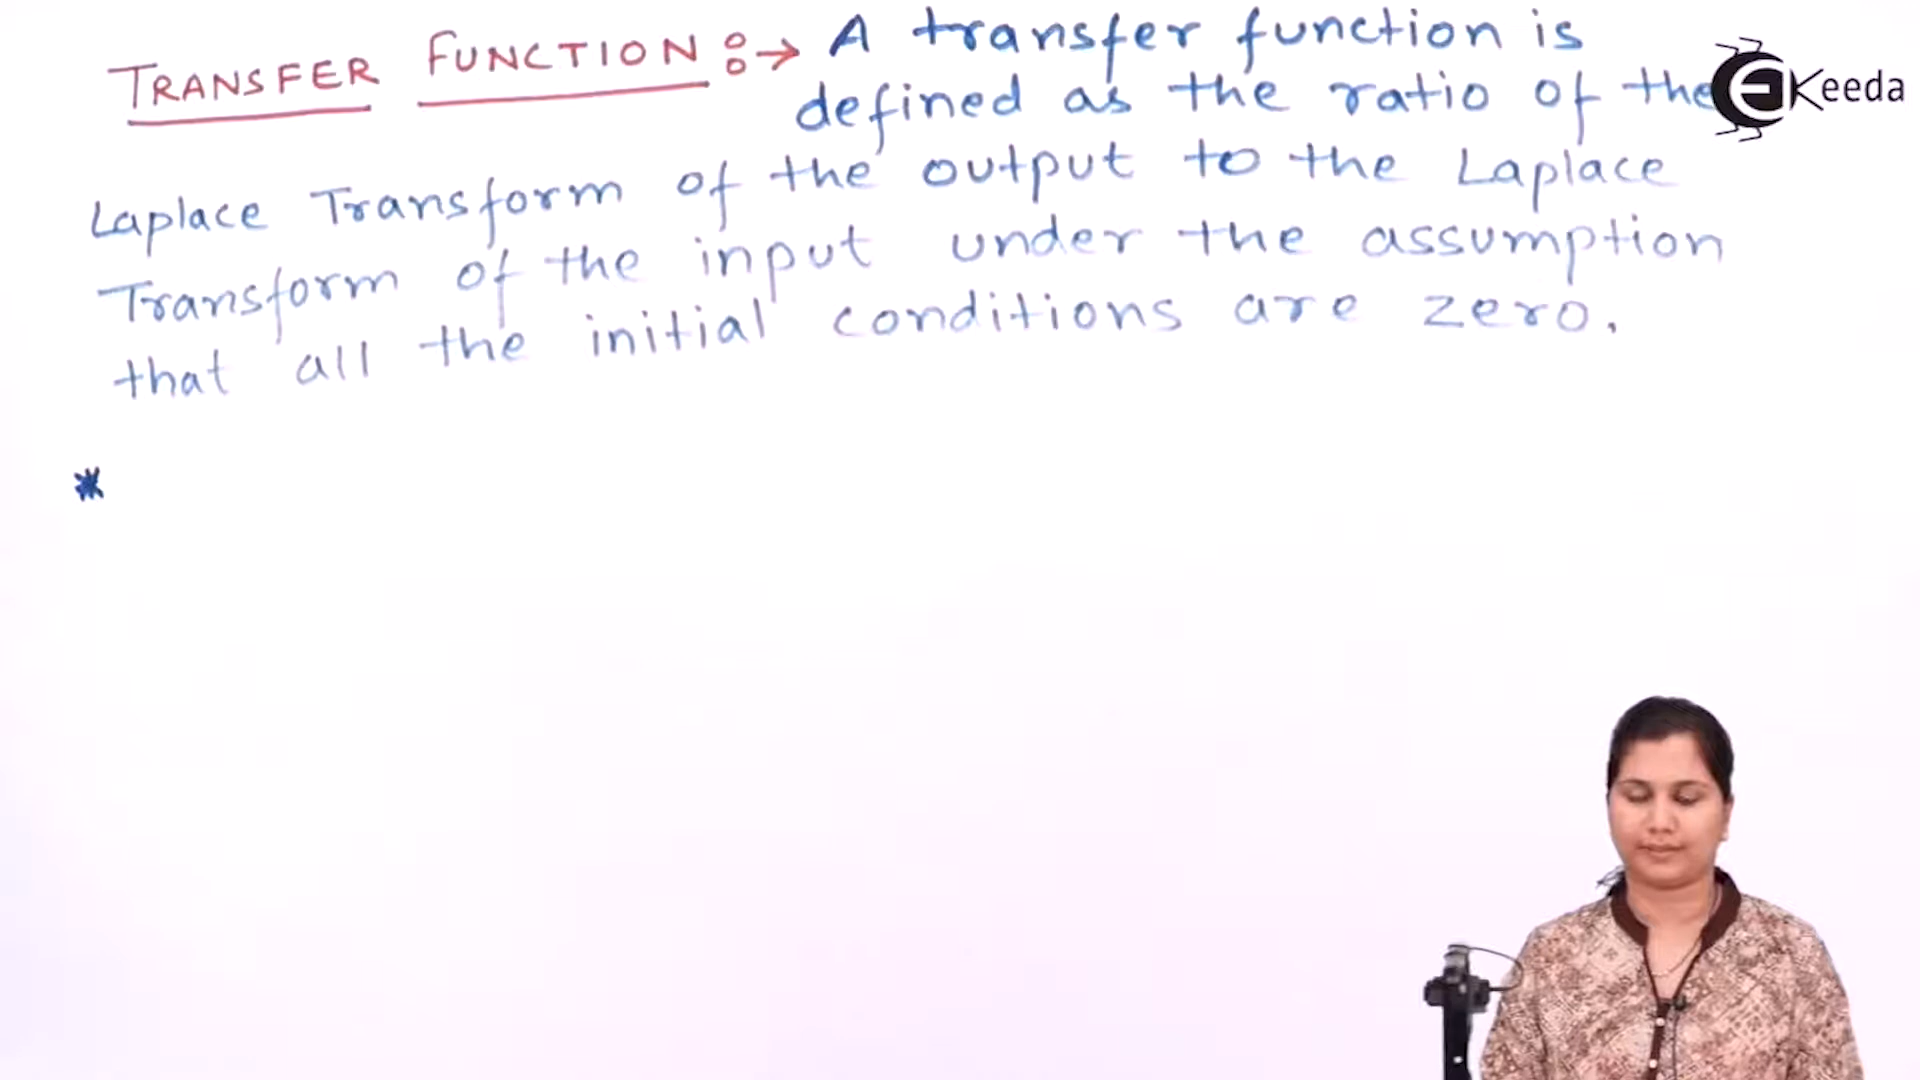 TRANSFER FUNCTION :→ A transfer function is
defined as the ratio of the
Laplace Transform of the output to the Laplace
Transform of the input under the assumption
that all the initial conditions are zero.
*
EKeeda